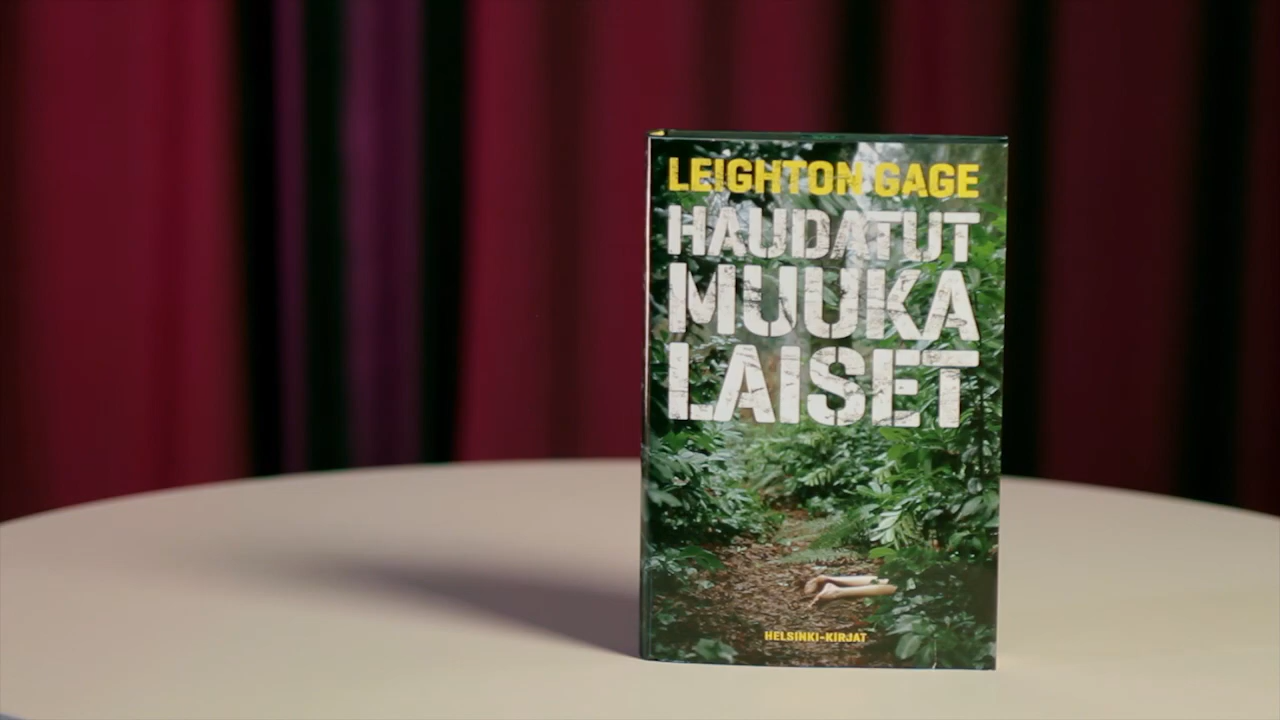 LEIGHTON GAGE
HAUDATUT
MUUKA
LAISET
HELSINKI-KIRJAT